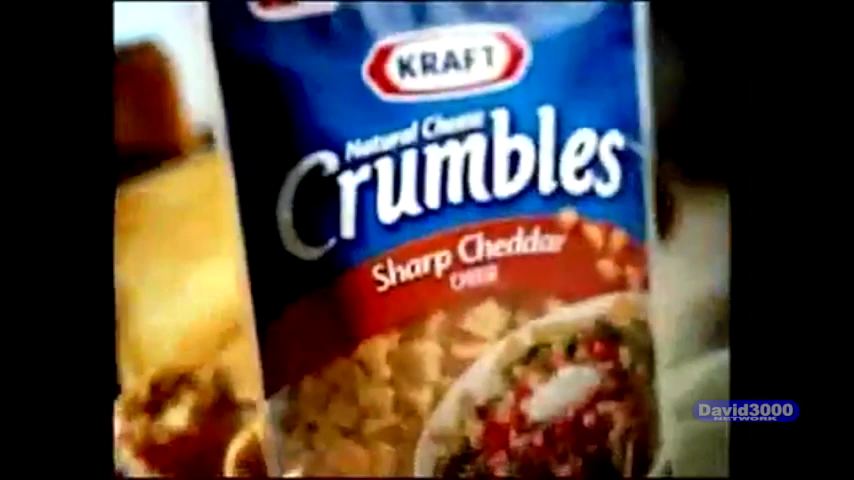 KRAFT
Natural Cheese
Crumbles
Sharp Cheddar
CHEESE
David3000
NETWORK